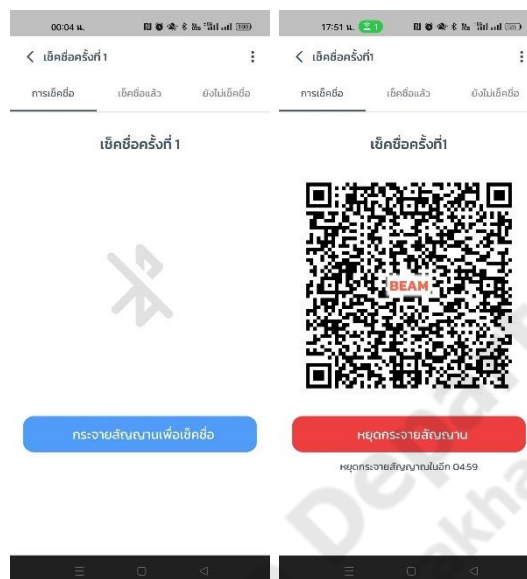 00:04 น.
เช็คชื่อครั้งที่ 1
การเช็คชื่อ เช็คชื่อแล้ว ยังไม่เช็คชื่อ
เช็คชื่อครั้งที่ 1
กระจายสัญญาณเพื่อเช็คชื่อ
17:51 น. 1
เช็คชื่อครั้งที่1
การเช็คชื่อ เช็คชื่อแล้ว ยังไม่เช็คชื่อ
เช็คชื่อครั้งที่1
BEAM
หยุดกระจายสัญญาน
หยุดกระจายสัญญาณในอีก 04:59